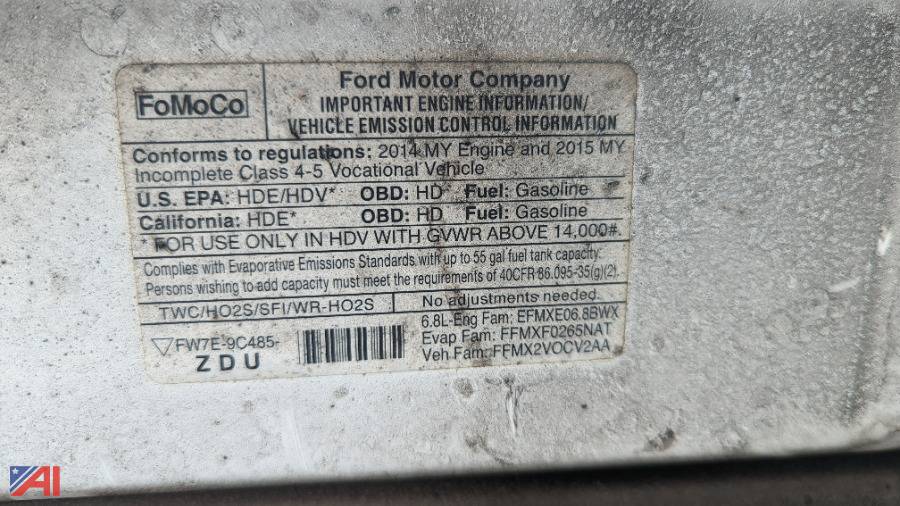 FoMoCo
Ford Motor Company
IMPORTANT ENGINE INFORMATION/
VEHICLE EMISSION CONTROL INFORMATION
Conforms to regulations: 2014 MY Engine and 2015 MY
Incomplete Class 4-5 Vocational Vehicle
U.S. EPA: HDE/HDV* OBD: HD Fuel: Gasoline
California: HDE* OBD: HD Fuel: Gasoline
*FOR USE ONLY IN HDV WITH GVWR ABOVE 14,000#.
Complies with Evaporative Emissions Standards with up to 55 gal fuel tank capacity.
Persons wishing to add capacity must meet the requirements of 40CFR 86.095-35(g)(2).
TWC/HO2S/SFI/WR-HO2S
No adjustments needed.
FW7E-9C485-
ZDU
6.8L-Eng Fam: EFMXE06.8BWX
Evap Fam: FFMXF0265NAT
Veh Fam: FFMX2VOCV2AA
AI